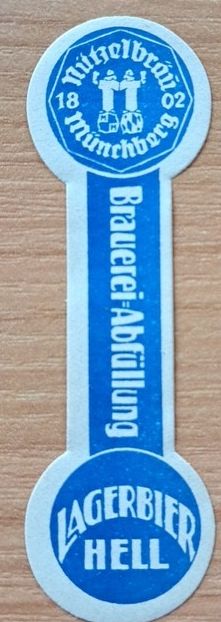 Nützelbräu
18 02
Münchberg
Brauerei=Abfüllung
LAGERBIER
HELL